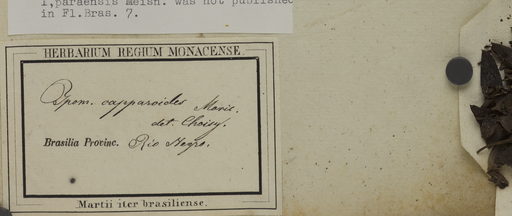 I,paraensis Meisn. was not published
in Fl.Bras. 7.
HERBARIUM REGIUM MONACENSE.
Ipom. capparoides
det. Choisy.
Brasilia Provinc. Rio Negro.
Martii iter brasiliense.